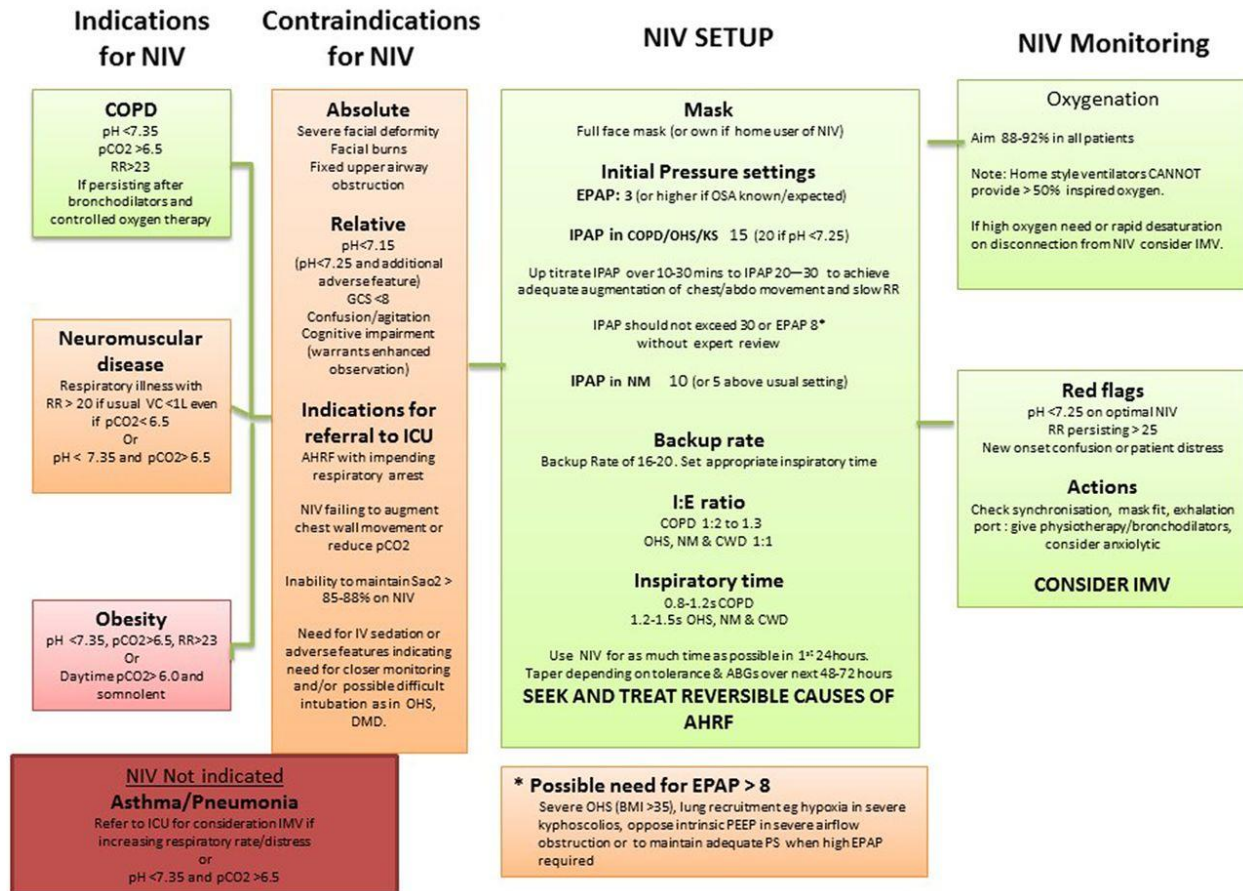 Indications
for NIV
COPD
pH <7.35
pCO2 >6.5
RR>23
If persisting after
bronchodilators and
controlled oxygen therapy
Neuromuscular
disease
Respiratory illness with
RR > 20 if usual VC <1L even
if pCO2< 6.5
Or
pH < 7.35 and pCO2> 6.5
Obesity
pH <7.35, pCO2>6.5, RR>23
Or
Daytime pCO2> 6.0 and
somnolent
NIV Not indicated
Asthma/Pneumonia
Refer to ICU for consideration IMV if
increasing respiratory rate/distress
or
pH <7.35 and pCO2 >6.5
Contraindications
for NIV
Absolute
Severe facial deformity
Facial burns
Fixed upper airway
obstruction
Relative
pH<7.15
(pH<7.25 and additional
adverse feature)
GCS <8
Confusion/agitation
Cognitive impairment
(warrants enhanced
observation)
Indications for
referral to ICU
AHRF with impending
respiratory arrest
NIV failing to augment
chest wall movement or
reduce pCO2
Inability to maintain Sao2 >
85-88% on NIV
Need for IV sedation or
adverse features indicating
need for closer monitoring
and/or possible difficult
intubation as in OHS,
DMD.
NIV SETUP
Mask
Full face mask (or own if home user of NIV)
Initial Pressure settings
EPAP: 3 (or higher if OSA known/expected)
IPAP in COPD/OHS/KS 15 (20 if pH <7.25)
Up titrate IPAP over 10-30 mins to IPAP 20—30 to achieve
adequate augmentation of chest/abdo movement and slow RR
IPAP should not exceed 30 or EPAP 8*
without expert review
IPAP in NM 10 (or 5 above usual setting)
Backup rate
Backup Rate of 16-20. Set appropriate inspiratory time
I:E ratio
COPD 1:2 to 1.3
OHS, NM & CWD 1:1
Inspiratory time
0.8-1.2s COPD
1.2-1.5s OHS, NM & CWD
Use NIV for as much time as possible in 1st 24hours.
Taper depending on tolerance & ABGs over next 48-72 hours
SEEK AND TREAT REVERSIBLE CAUSES OF
AHRF
* Possible need for EPAP > 8
Severe OHS (BMI >35), lung recruitment eg hypoxia in severe
kyphoscolios, oppose intrinsic PEEP in severe airflow
obstruction or to maintain adequate PS when high EPAP
required
NIV Monitoring
Oxygenation
Aim 88-92% in all patients
Note: Home style ventilators CANNOT
provide > 50% inspired oxygen.
If high oxygen need or rapid desaturation
on disconnection from NIV consider IMV.
Red flags
pH <7.25 on optimal NIV
RR persisting > 25
New onset confusion or patient distress
Actions
Check synchronisation, mask fit, exhalation
port : give physiotherapy/bronchodilators,
consider anxiolytic
CONSIDER IMV